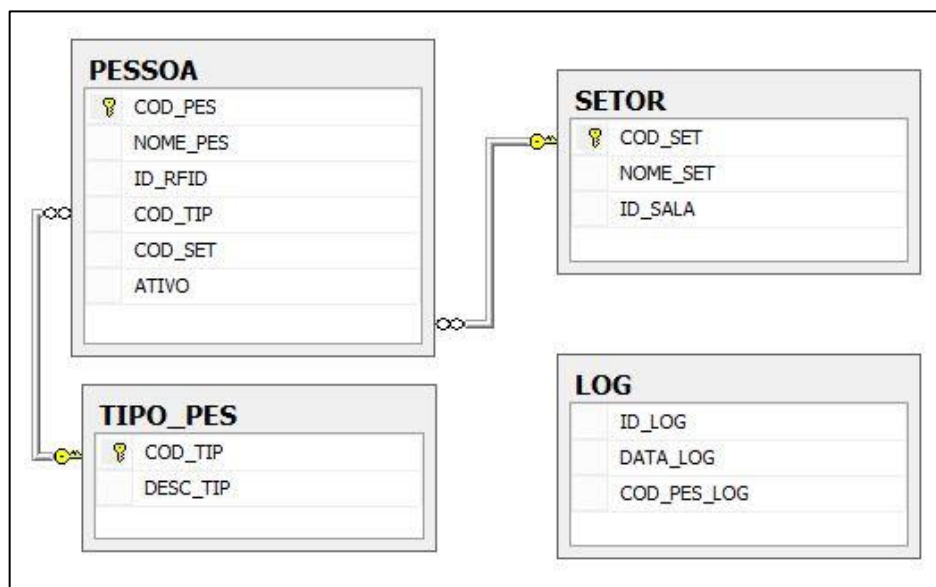 PESSOA
COD_PES
NOME_PES
ID_RFID
COD_TIP
COD_SET
ATIVO
SETOR
COD_SET
NOME_SET
ID_SALA
TIPO_PES
COD_TIP
DESC_TIP
LOG
ID_LOG
DATA_LOG
COD_PES_LOG